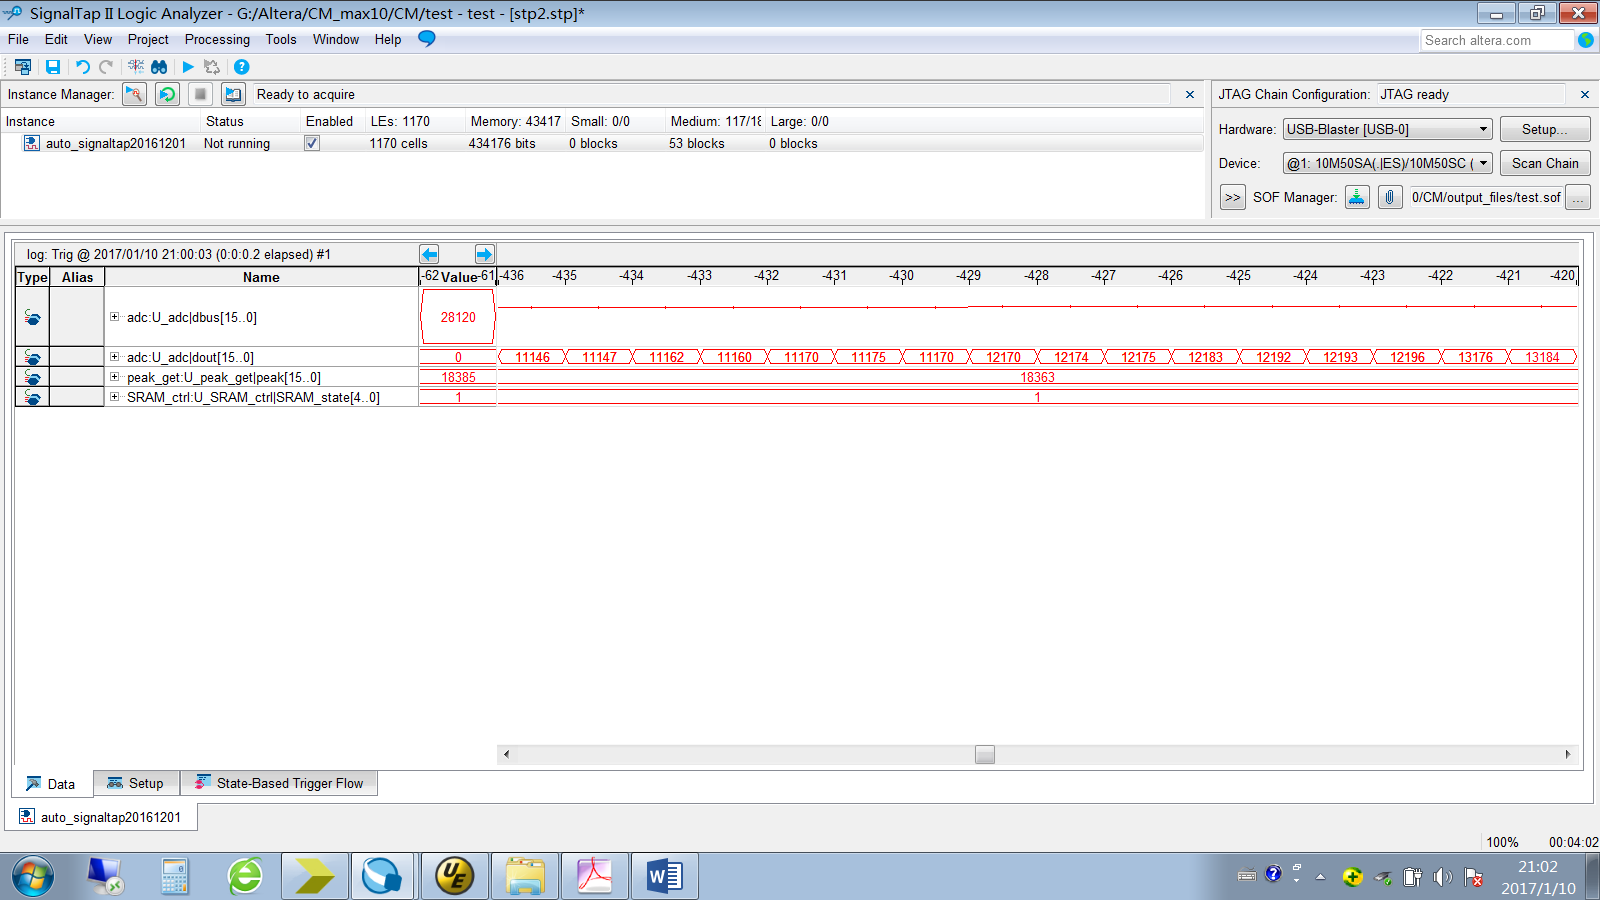 SignalTap II Logic Analyzer - G:/Altera/CM_max10/CM/test - test - [stp2.stp]*
File Edit View Project Processing Tools Window Help
Search altera.com
Instance Manager: Ready to acquire
JTAG Chain Configuration: JTAG ready
Instance Status Enabled LEs: 1170 Memory: 43417 Small: 0/0 Medium: 117/18 Large: 0/0
auto_signaltap20161201 Not running 1170 cells 434176 bits 0 blocks 53 blocks 0 blocks
Hardware: USB-Blaster [USB-0] Setup...
Device: @1: 10M50SA(.|ES)/10M50SC ( Scan Chain
>> SOF Manager: 0/CM/output_files/test.sof ...
log: Trig @ 2017/01/10 21:00:03 (0:0:0.2 elapsed) #1
Type Alias Name -62 Value -61 -436 -435 -434 -433 -432 -431 -430 -429 -428 -427 -426 -425 -424 -423 -422 -421 -420
adc:U_adc|dbus[15..0] 28120
adc:U_adc|dout[15..0] 0 11146 11147 11162 11160 11170 11175 11170 12170 12174 12175 12183 12192 12193 12196 13176 13184
peak_get:U_peak_get|peak[15..0] 18385 18363
SRAM_ctrl:U_SRAM_ctrl|SRAM_state[4..0] 1 1
Data Setup State-Based Trigger Flow
auto_signaltap20161201
100% 00:04:02
21:02
2017/1/10